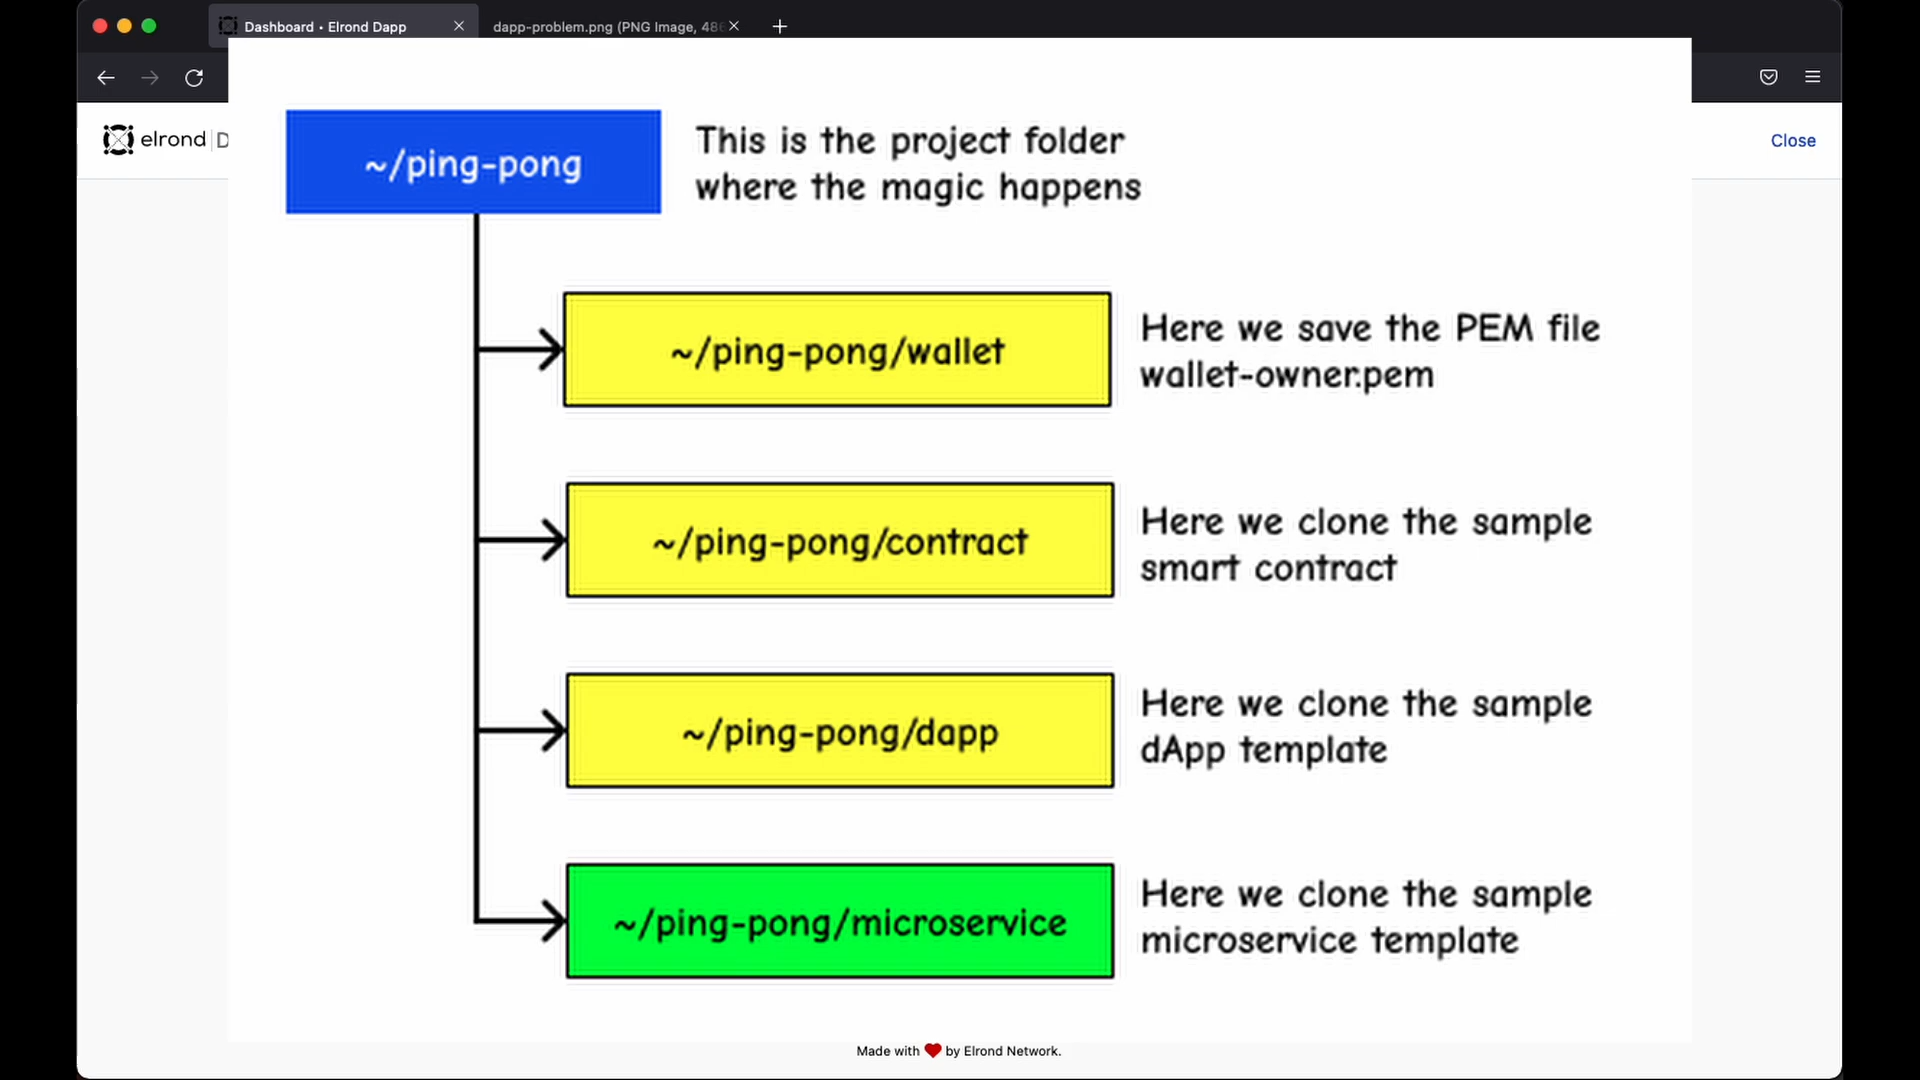 Dashboard • Elrond Dapp
dapp-problem.png (PNG Image, 48
elrond
Close
~/ping-pong
This is the project folder
where the magic happens
~/ping-pong/wallet
Here we save the PEM file
wallet-owner.pem
~/ping-pong/contract
Here we clone the sample
smart contract
~/ping-pong/dapp
Here we clone the sample
dApp template
~/ping-pong/microservice
Here we clone the sample
microservice template
Made with ❤ by Elrond Network.